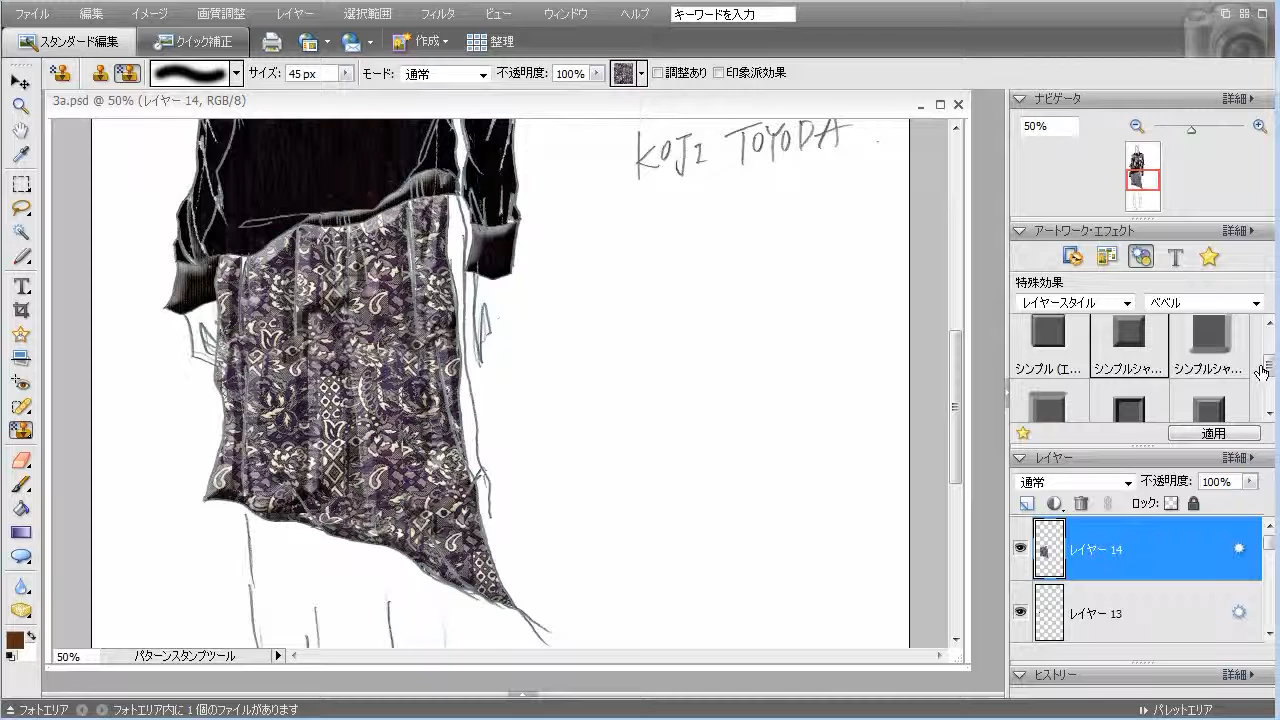 ファイル 編集 イメージ 画質調整 レイヤー 選択範囲 フィルタ ビュー ウィンドウ ヘルプ キーワードを入力
スタンダード編集 クイック補正 作成 整理
サイズ: 45 px モード: 通常 不透明度: 100% 調整あり 印象派効果
3a.psd @ 50% (レイヤー 14, RGB/8)
KOJI TOYODA
50% パターンスタンプツール
ナビゲータ 詳細
50%
アートワーク・エフェクト 詳細
特殊効果
レイヤースタイル ベベル
シンプル (エ... シンプルシャ... シンプルシャ...
適用
レイヤー 詳細
通常 不透明度: 100%
ロック:
レイヤー 14
レイヤー 13
ヒストリー 詳細
フォトエリア フォトエリア内に 1 個のファイルがあります パレットエリア